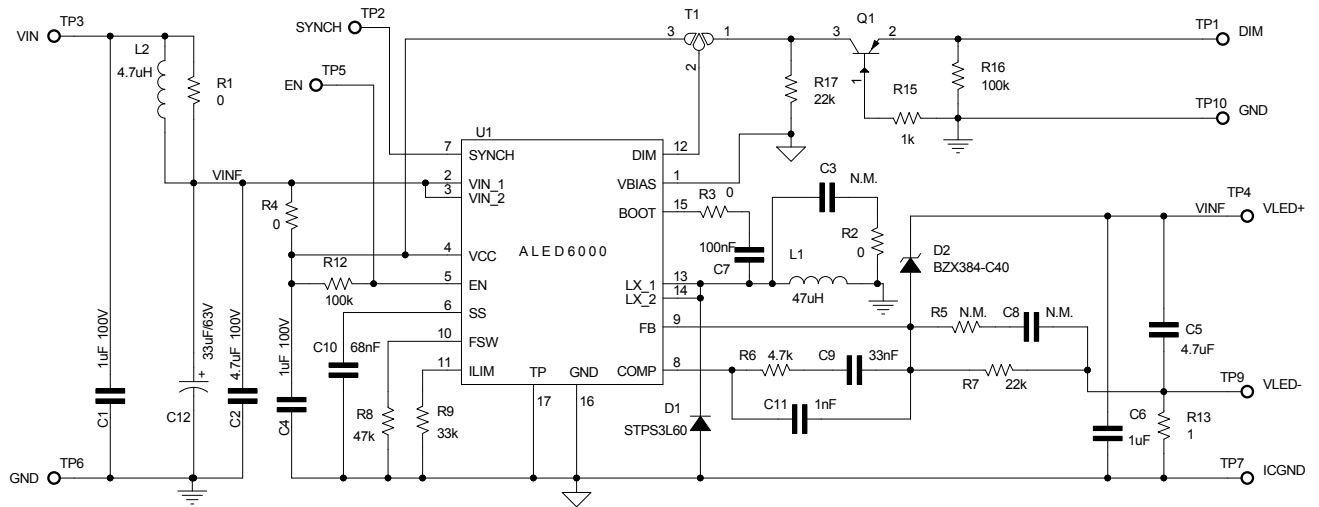 TP3
VIN
L2
4.7uH
R1
0
SYNCH
TP2
TP5
EN
T1
3
1
2
Q1
3
2
1
TP1
DIM
R17
22k
R16
100k
R15
1k
TP10
GND
U1
7
SYNCH
2
VIN_1
3
VIN_2
4
VCC
5
EN
6
SS
10
FSW
11
ILIM
ALED6000
DIM
12
VBIAS
1
BOOT
15
LX_1
13
LX_2
14
FB
9
COMP
8
TP
17
GND
16
VINF
R4
0
R12
100k
R3
0
100nF
C7
C3
N.M.
R2
0
L1
47uH
D2
BZX384-C40
VINF
TP4
VLED+
R5
N.M.
C8
N.M.
C5
4.7uF
1uF 100V
C1
33uF/63V
+
C12
4.7uF 100V
C2
1uF 100V
C4
C10
68nF
R8
47k
R9
33k
R6
4.7k
C9
33nF
C11
1nF
R7
22k
D1
STPS3L60
TP9
VLED-
C6
1uF
R13
1
GND
TP6
TP7
ICGND